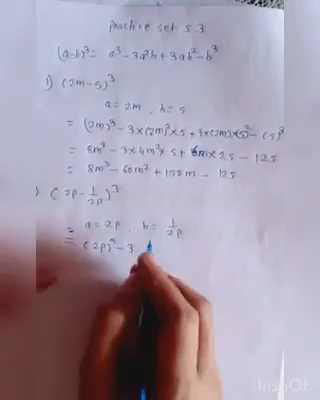 practice set 5.3
(a-b)³ = a³ - 3a²b + 3ab² - b³
1) (2m - 5)³
a = 2m , b = 5
= (2m)³ - 3 × (2m)² × 5 + 3 × (2m) × (5)² - (5)³
= 8m³ - 3 × 4m² × 5 + 6m × 25 - 125
= 8m³ - 60m² + 150m - 125
) (2p - 1/2p)³
= a = 2p , b = 1/2p
= (2p)³ - 3
InShOt